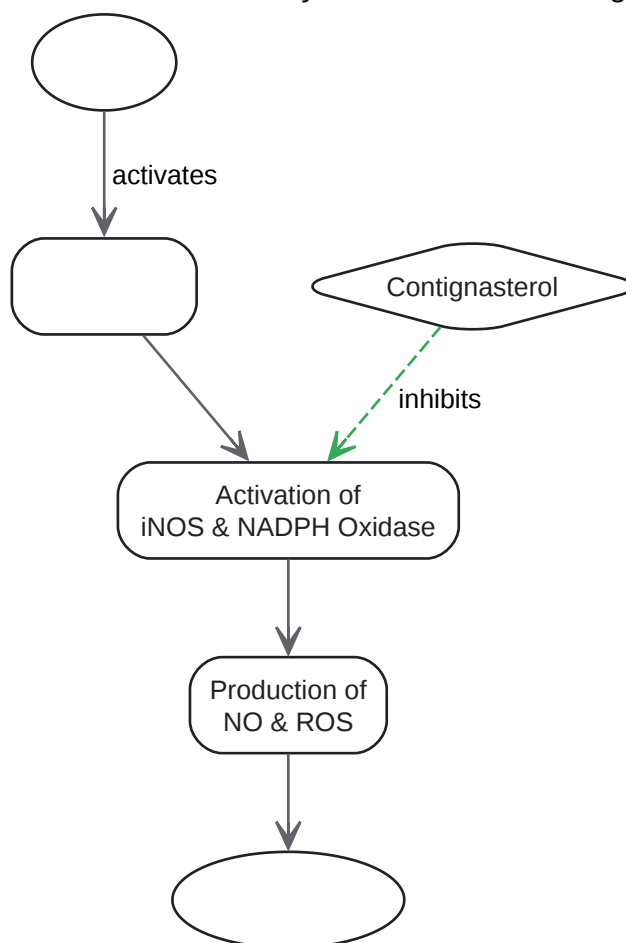 activates
Contignasterol
inhibits
Activation of
iNOS & NADPH Oxidase
Production of
NO & ROS